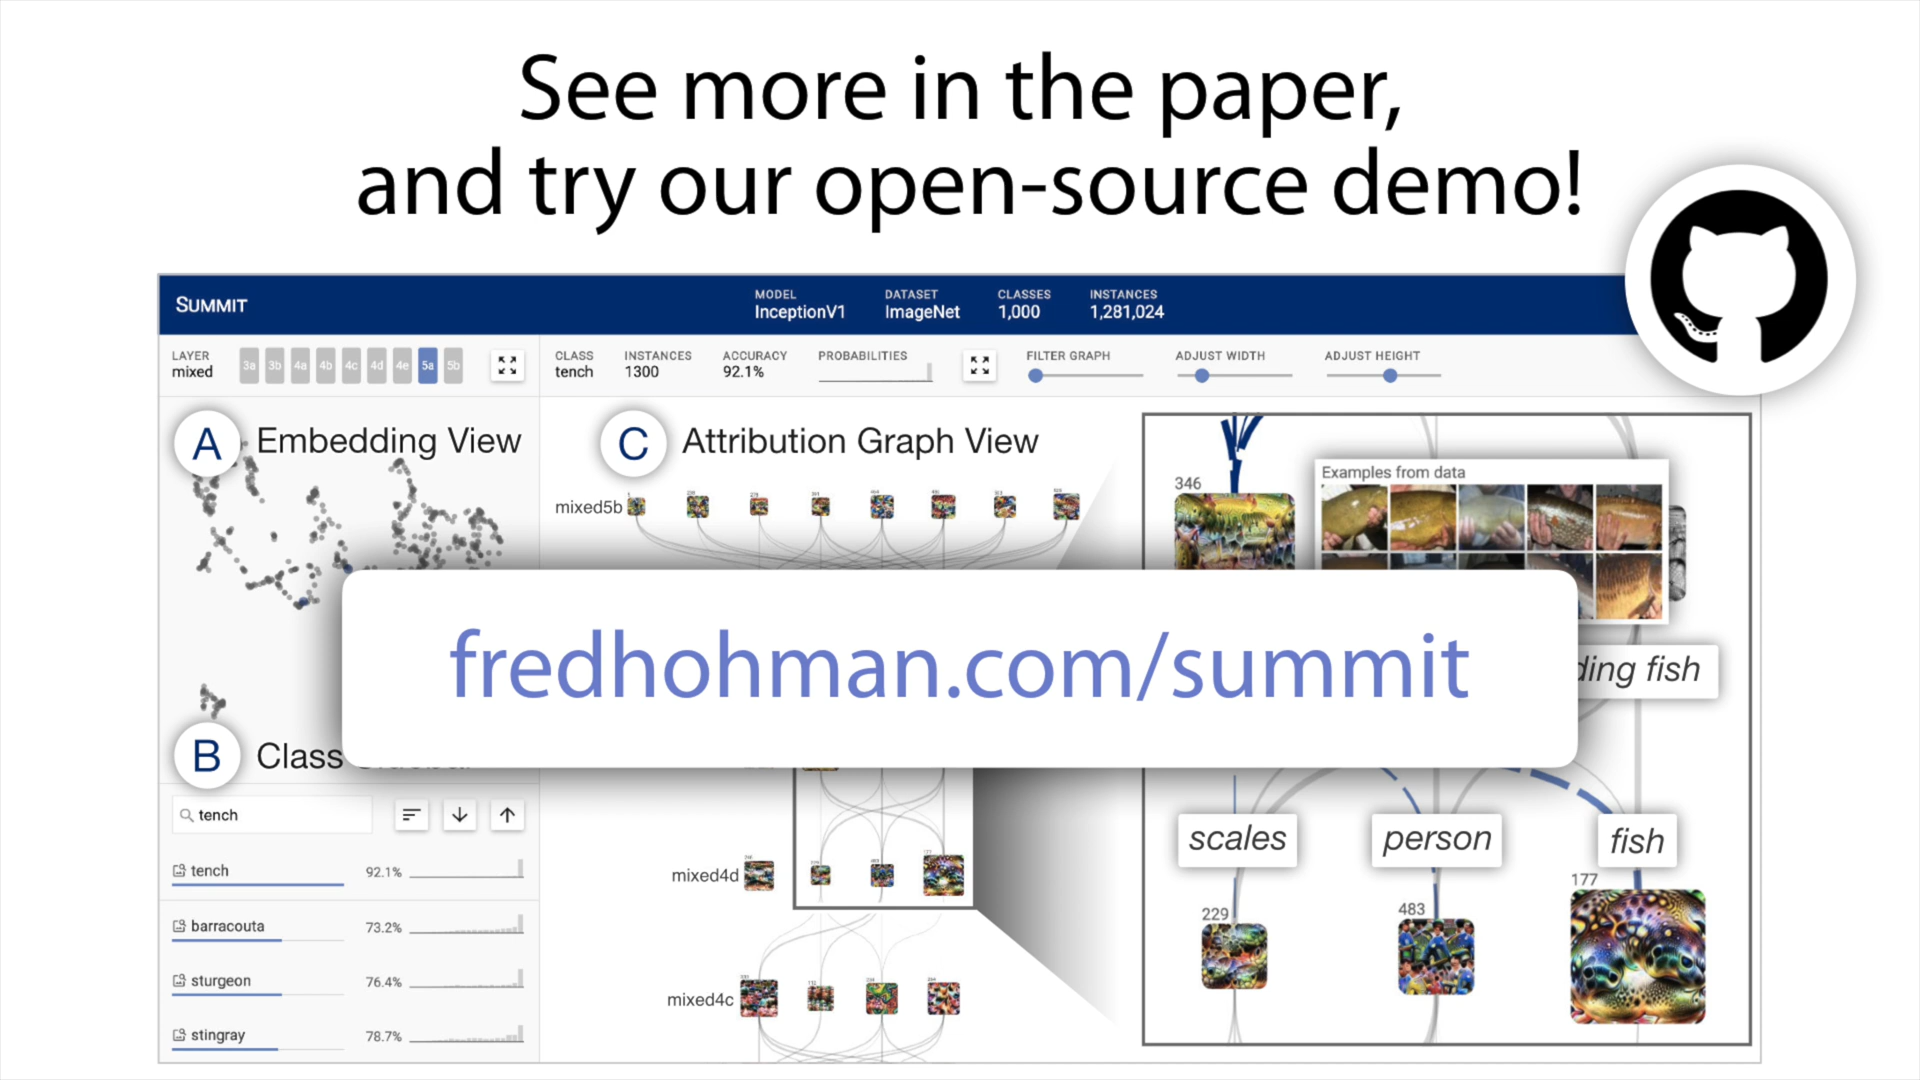 See more in the paper,
and try our open-source demo!
SUMMIT
MODEL
InceptionV1
DATASET
ImageNet
CLASSES
1,000
INSTANCES
1,281,024
LAYER
mixed
3a 3b 4a 4b 4c 4d 4e 5a 5b
CLASS
tench
INSTANCES
1300
ACCURACY
92.1%
PROBABILITIES
FILTER GRAPH
ADJUST WIDTH
ADJUST HEIGHT
A Embedding View
C Attribution Graph View
mixed5b
346
Examples from data
fredhohman.com/summit
ding fish
B Class
tench
tench 92.1%
barracouta 73.2%
sturgeon 76.4%
stingray 78.7%
mixed4d
mixed4c
scales
person
fish
229
483
177